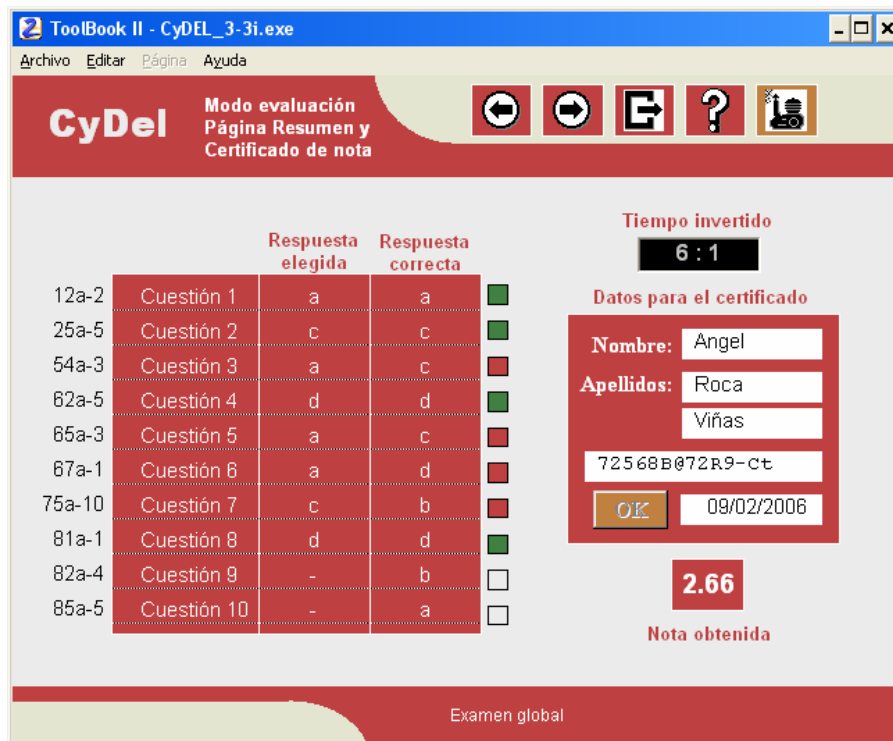 ToolBook II - CyDEL_3-3i.exe
Archivo Editar Página Ayuda
CyDel
Modo evaluación
Página Resumen y
Certificado de nota
Respuesta elegida
Respuesta correcta
12a-2 Cuestión 1 a a
25a-5 Cuestión 2 c c
54a-3 Cuestión 3 a c
62a-5 Cuestión 4 d d
65a-3 Cuestión 5 a c
67a-1 Cuestión 6 a d
75a-10 Cuestión 7 c b
81a-1 Cuestión 8 d d
82a-4 Cuestión 9 - b
85a-5 Cuestión 10 - a
Tiempo invertido
6 : 1
Datos para el certificado
Nombre: Angel
Apellidos: Roca
Viñas
72568B@72R9-Ct
OK 09/02/2006
2.66
Nota obtenida
Examen global